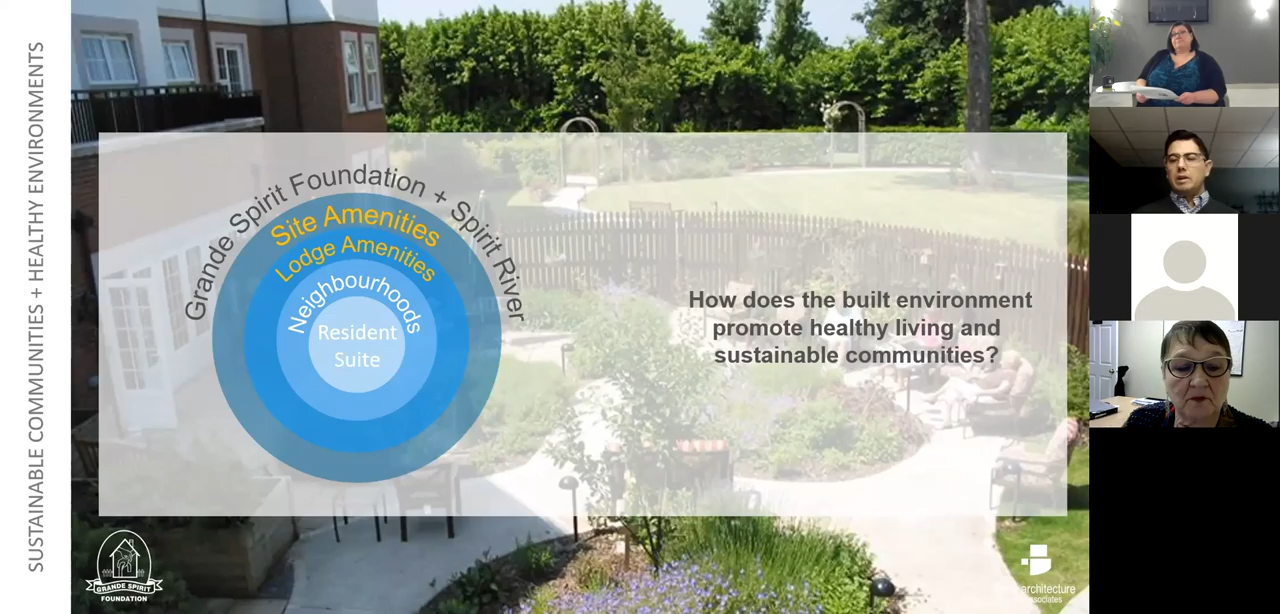 SUSTAINABLE COMMUNITIES + HEALTHY ENVIRONMENTS
Grande Spirit Foundation + Spirit River
Site Amenities
Lodge Amenities
Neighbourhoods
Resident
Suite
How does the built environment
promote healthy living and
sustainable communities?
GRANDE SPIRIT
FOUNDATION
architecture
associates